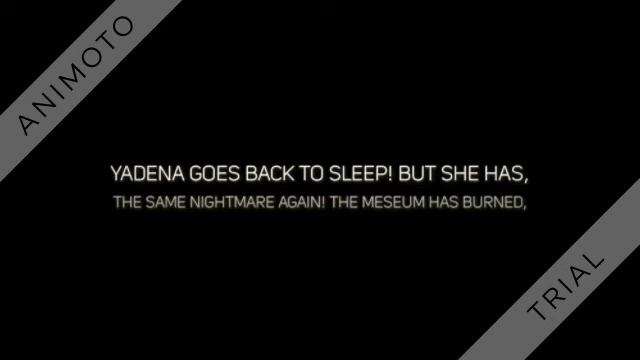 ANIMOTO
YADENA GOES BACK TO SLEEP! BUT SHE HAS,
THE SAME NIGHTMARE AGAIN! THE MESEUM HAS BURNED,
TRIAL